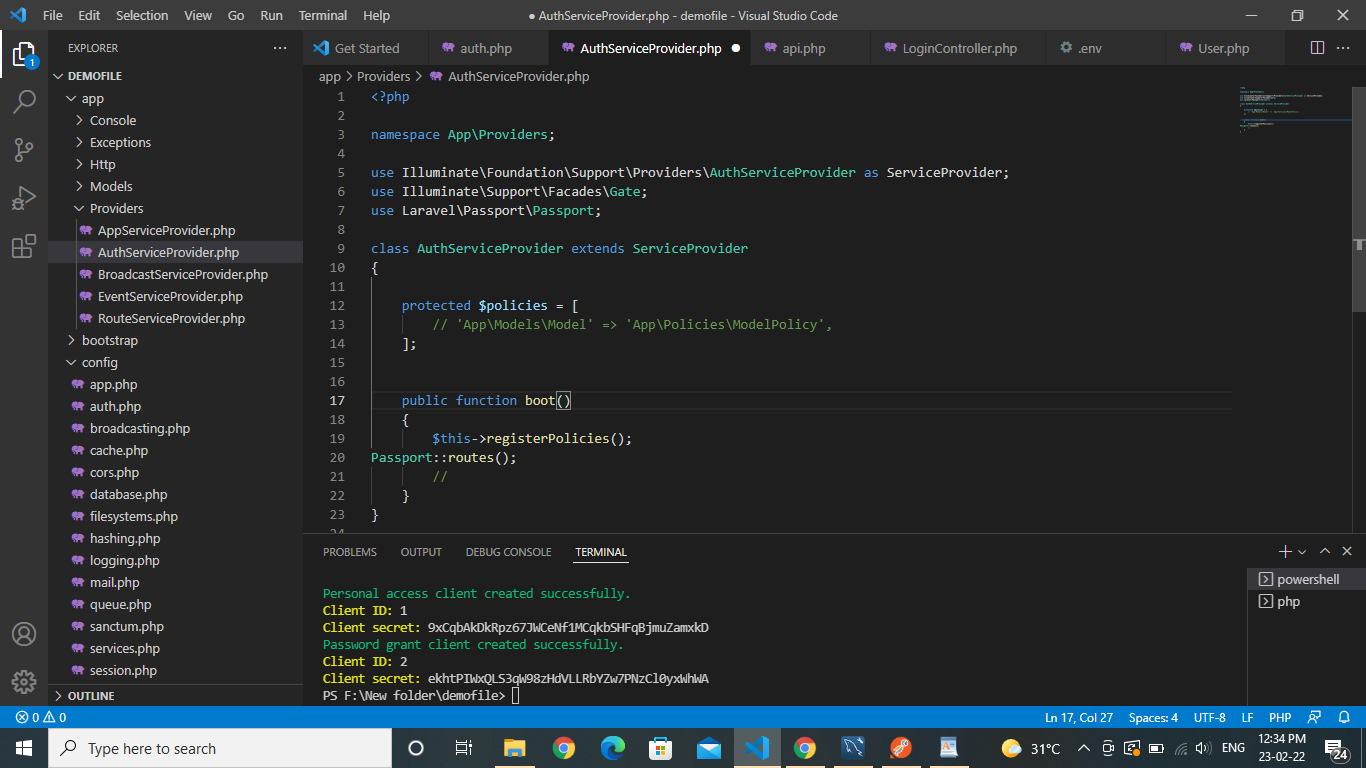 File Edit Selection View Go Run Terminal Help
● AuthServiceProvider.php - demofile - Visual Studio Code
EXPLORER
1
DEMOFILE
app
Console
Exceptions
Http
Models
Providers
AppServiceProvider.php
AuthServiceProvider.php
BroadcastServiceProvider.php
EventServiceProvider.php
RouteServiceProvider.php
bootstrap
config
app.php
auth.php
broadcasting.php
cache.php
cors.php
database.php
filesystems.php
hashing.php
logging.php
mail.php
queue.php
sanctum.php
services.php
session.php
OUTLINE
Get Started auth.php AuthServiceProvider.php api.php LoginController.php .env User.php
app > Providers > AuthServiceProvider.php
1 <?php
2
3 namespace App\Providers;
4
5 use Illuminate\Foundation\Support\Providers\AuthServiceProvider as ServiceProvider;
6 use Illuminate\Support\Facades\Gate;
7 use Laravel\Passport\Passport;
8
9 class AuthServiceProvider extends ServiceProvider
10 {
11
12 protected $policies = [
13 // 'App\Models\Model' => 'App\Policies\ModelPolicy',
14 ];
15
16
17 public function boot()
18 {
19 $this->registerPolicies();
20 Passport::routes();
21 //
22 }
23 }
24
PROBLEMS OUTPUT DEBUG CONSOLE TERMINAL
Personal access client created successfully.
Client ID: 1
Client secret: 9xCqbAkDkRpz67JWCeNf1MCqkbSHFqBjmuZamxkD
Password grant client created successfully.
Client ID: 2
Client secret: ekhtPIWxQLS3qW98zHdVLLRbYZw7PNzCl0yxWhWA
PS F:\New folder\demofile>
powershell
php
0 0
Ln 17, Col 27 Spaces: 4 UTF-8 LF PHP
Type here to search
31°C
ENG
12:34 PM
23-02-22
24